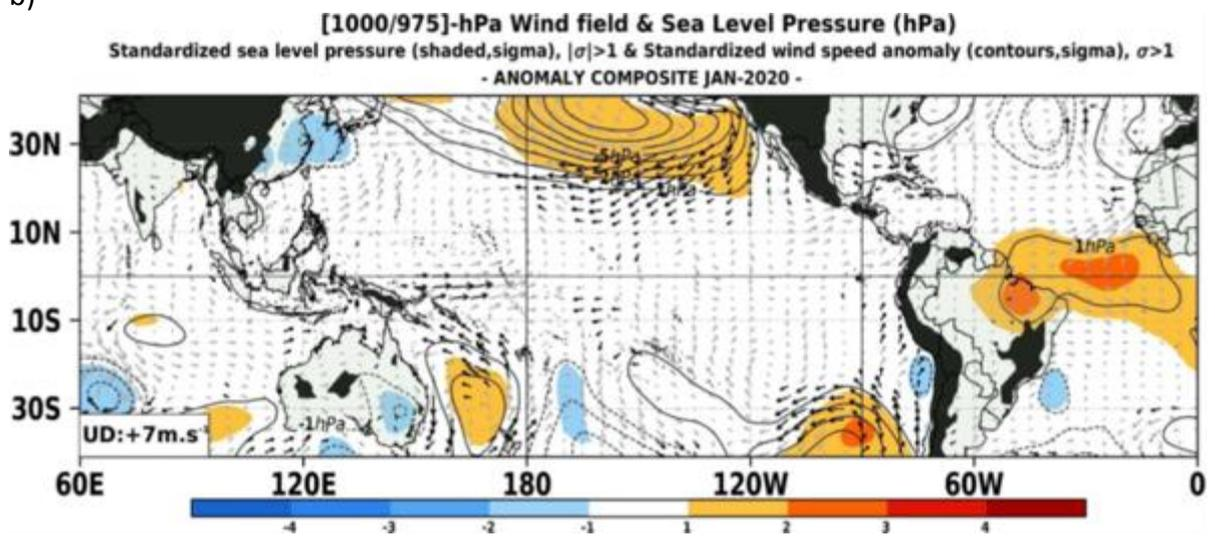 b)
[1000/975]-hPa Wind field & Sea Level Pressure (hPa)
Standardized sea level pressure (shaded,sigma), |σ|>1 & Standardized wind speed anomaly (contours,sigma), σ>1
- ANOMALY COMPOSITE JAN-2020 -
30N
10N
10S
30S
5hPa
1hPa
-1hPa
UD:+7m.s⁻¹
60E 120E 180 120W 60W 0
-4 -3 -2 -1 1 2 3 4